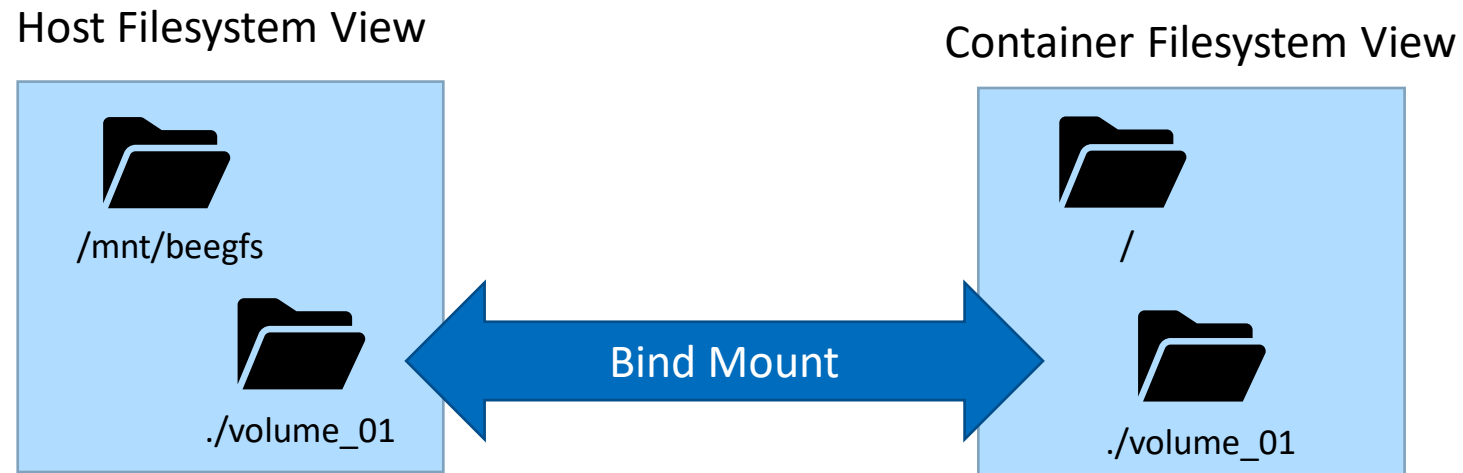 Host Filesystem View
/mnt/beegfs
./volume_01
Bind Mount
Container Filesystem View
/
./volume_01